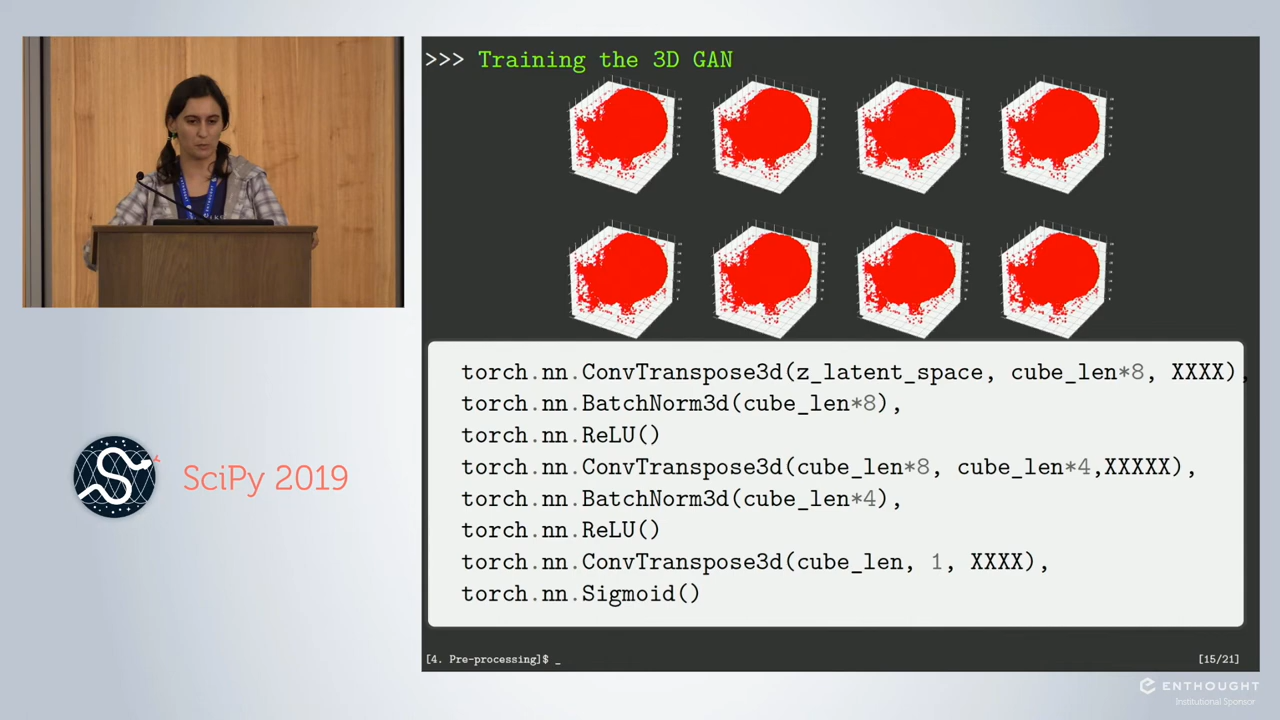 >>> Training the 3D GAN
torch.nn.ConvTranspose3d(z_latent_space, cube_len*8, XXXX),
torch.nn.BatchNorm3d(cube_len*8),
torch.nn.ReLU()
torch.nn.ConvTranspose3d(cube_len*8, cube_len*4,XXXXX),
torch.nn.BatchNorm3d(cube_len*4),
torch.nn.ReLU()
torch.nn.ConvTranspose3d(cube_len, 1, XXXX),
torch.nn.Sigmoid()
SciPy 2019
[4. Pre-processing]$ _
[15/21]
ENTHOUGHT
Institutional Sponsor